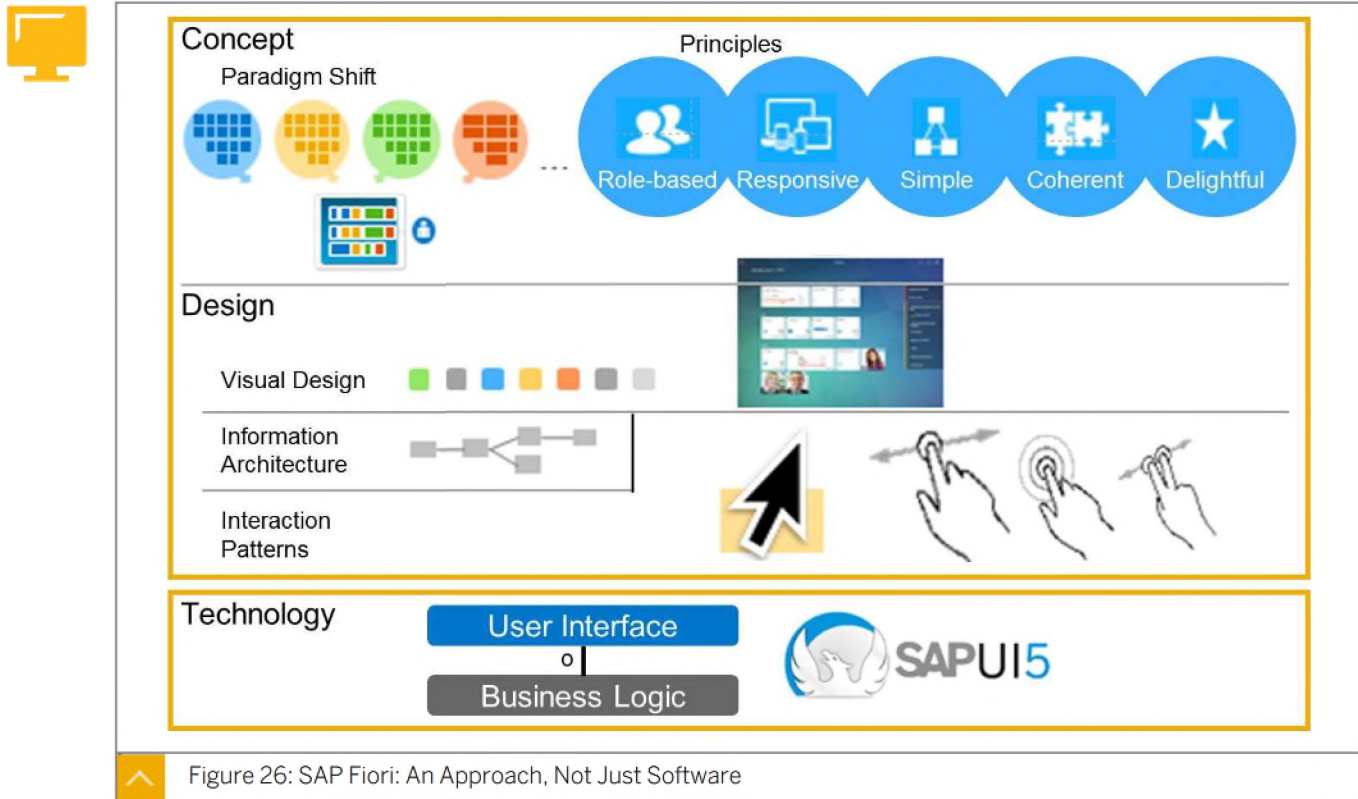 Concept
Principles
Paradigm Shift
...
Role-based
Responsive
Simple
Coherent
Delightful
Design
Visual Design
Information
Architecture
Interaction
Patterns
Technology
User Interface
o
Business Logic
SAPUI5
Figure 26: SAP Fiori: An Approach, Not Just Software